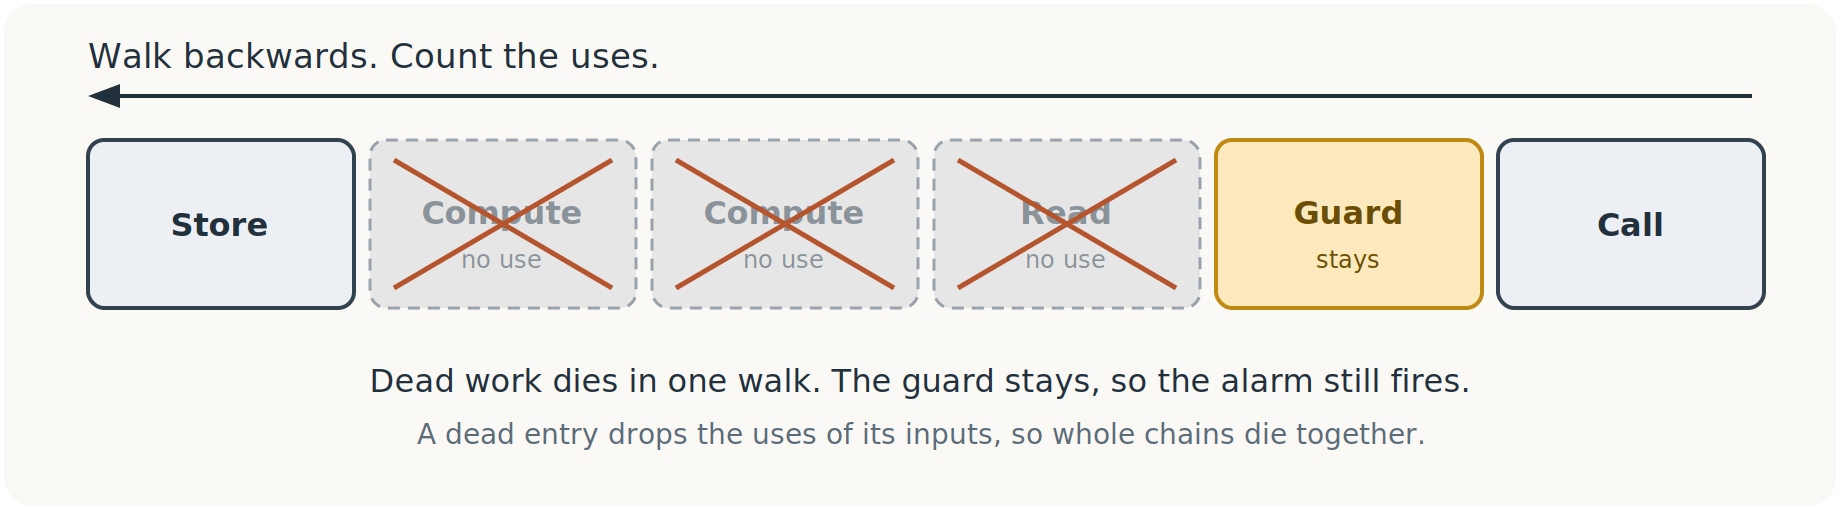 Walk backwards. Count the uses.
Store
Compute
no use
Compute
no use
Read
no use
Guard
stays
Call
Dead work dies in one walk. The guard stays, so the alarm still fires.
A dead entry drops the uses of its inputs, so whole chains die together.